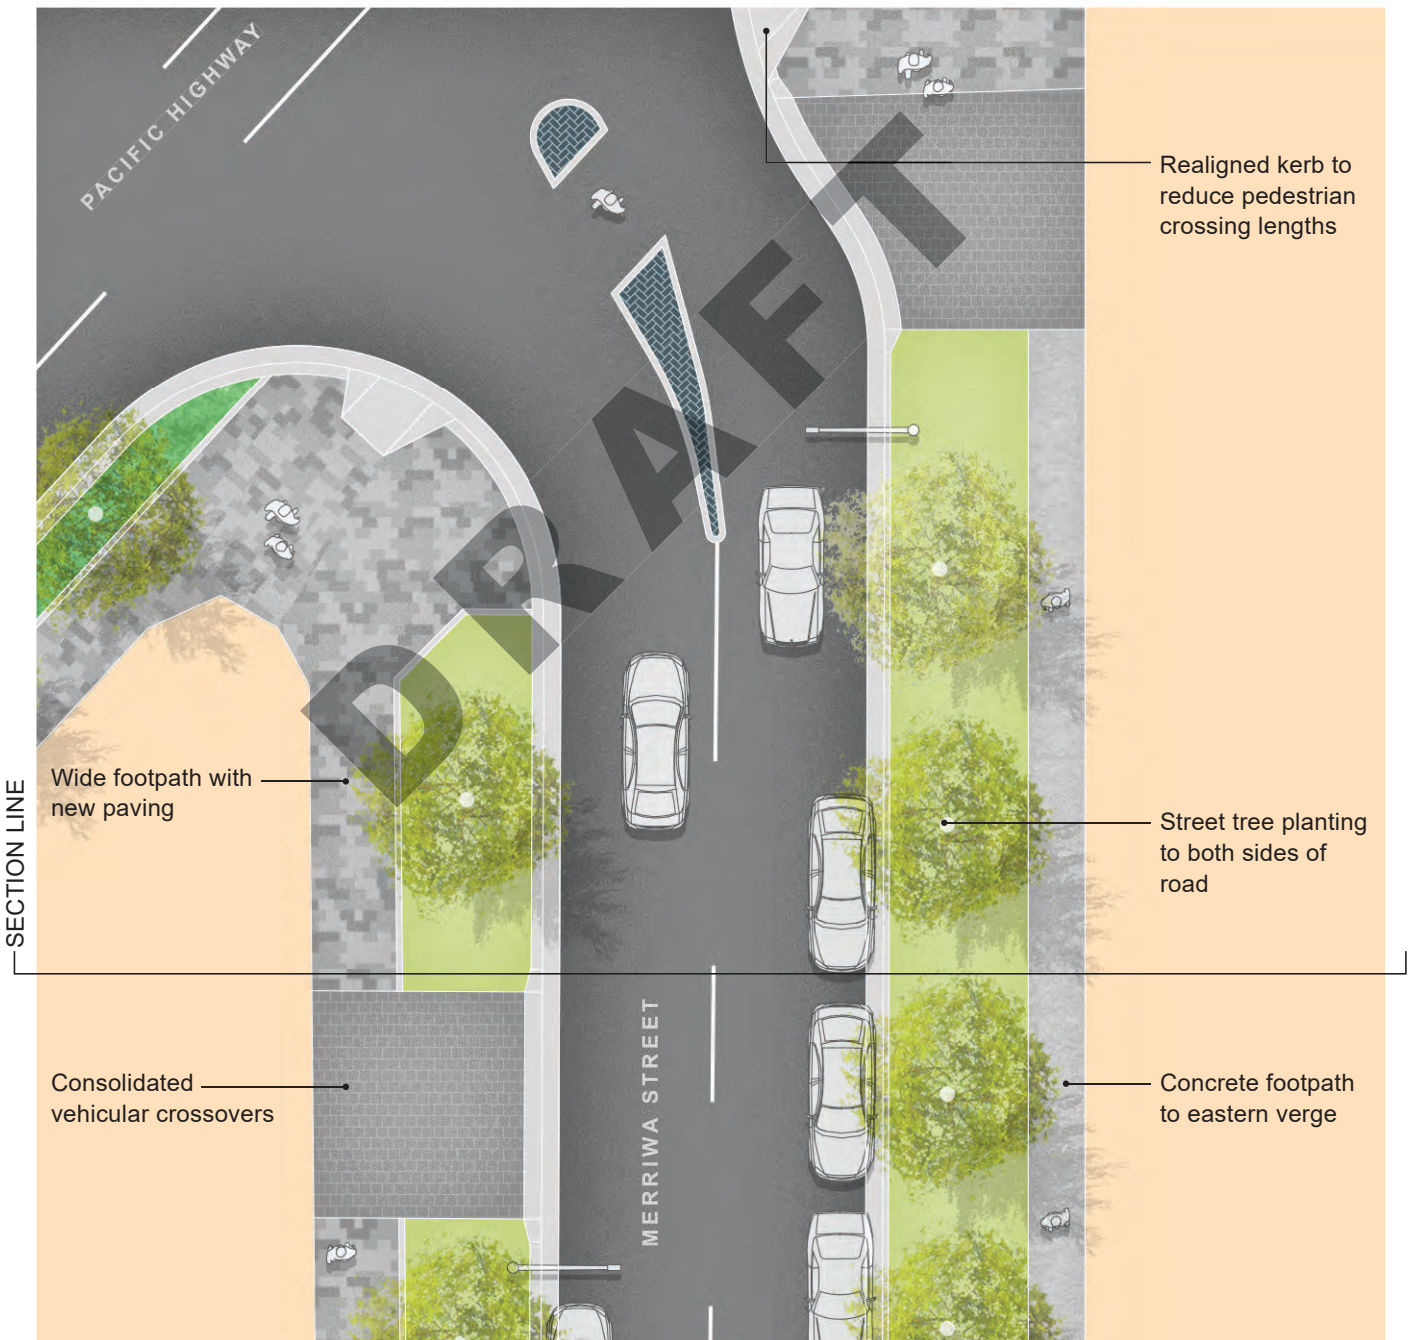 PACIFIC HIGHWAY
Realigned kerb to
reduce pedestrian
crossing lengths
DRAFT
Wide footpath with
new paving
SECTION LINE
Street tree planting
to both sides of
road
MERRIWA STREET
Consolidated
vehicular crossovers
Concrete footpath
to eastern verge